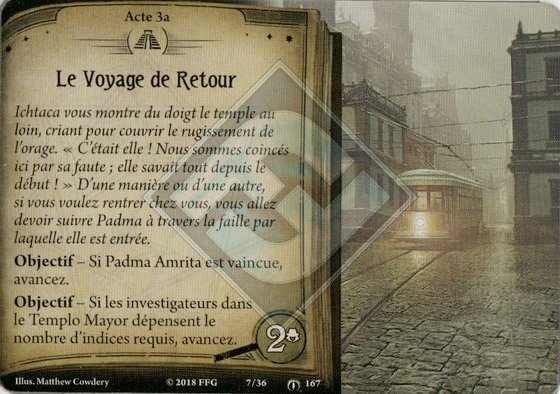 Acte 3a
Le Voyage de Retour
Ichtaca vous montre du doigt le temple au
loin, criant pour couvrir le rugissement de
l'orage. « C'était elle ! Nous sommes coincés
ici par sa faute ; elle savait tout depuis le
début ! » D'une manière ou d'une autre,
si vous voulez rentrer chez vous, vous allez
devoir suivre Padma à travers la faille par
laquelle elle est entrée.
Objectif – Si Padma Amrita est vaincue,
avancez.
Objectif – Si les investigateurs dans
le Templo Mayor dépensent le
nombre d'indices requis, avancez.
2
Illus. Matthew Cowdery © 2018 FFG 7/36 167